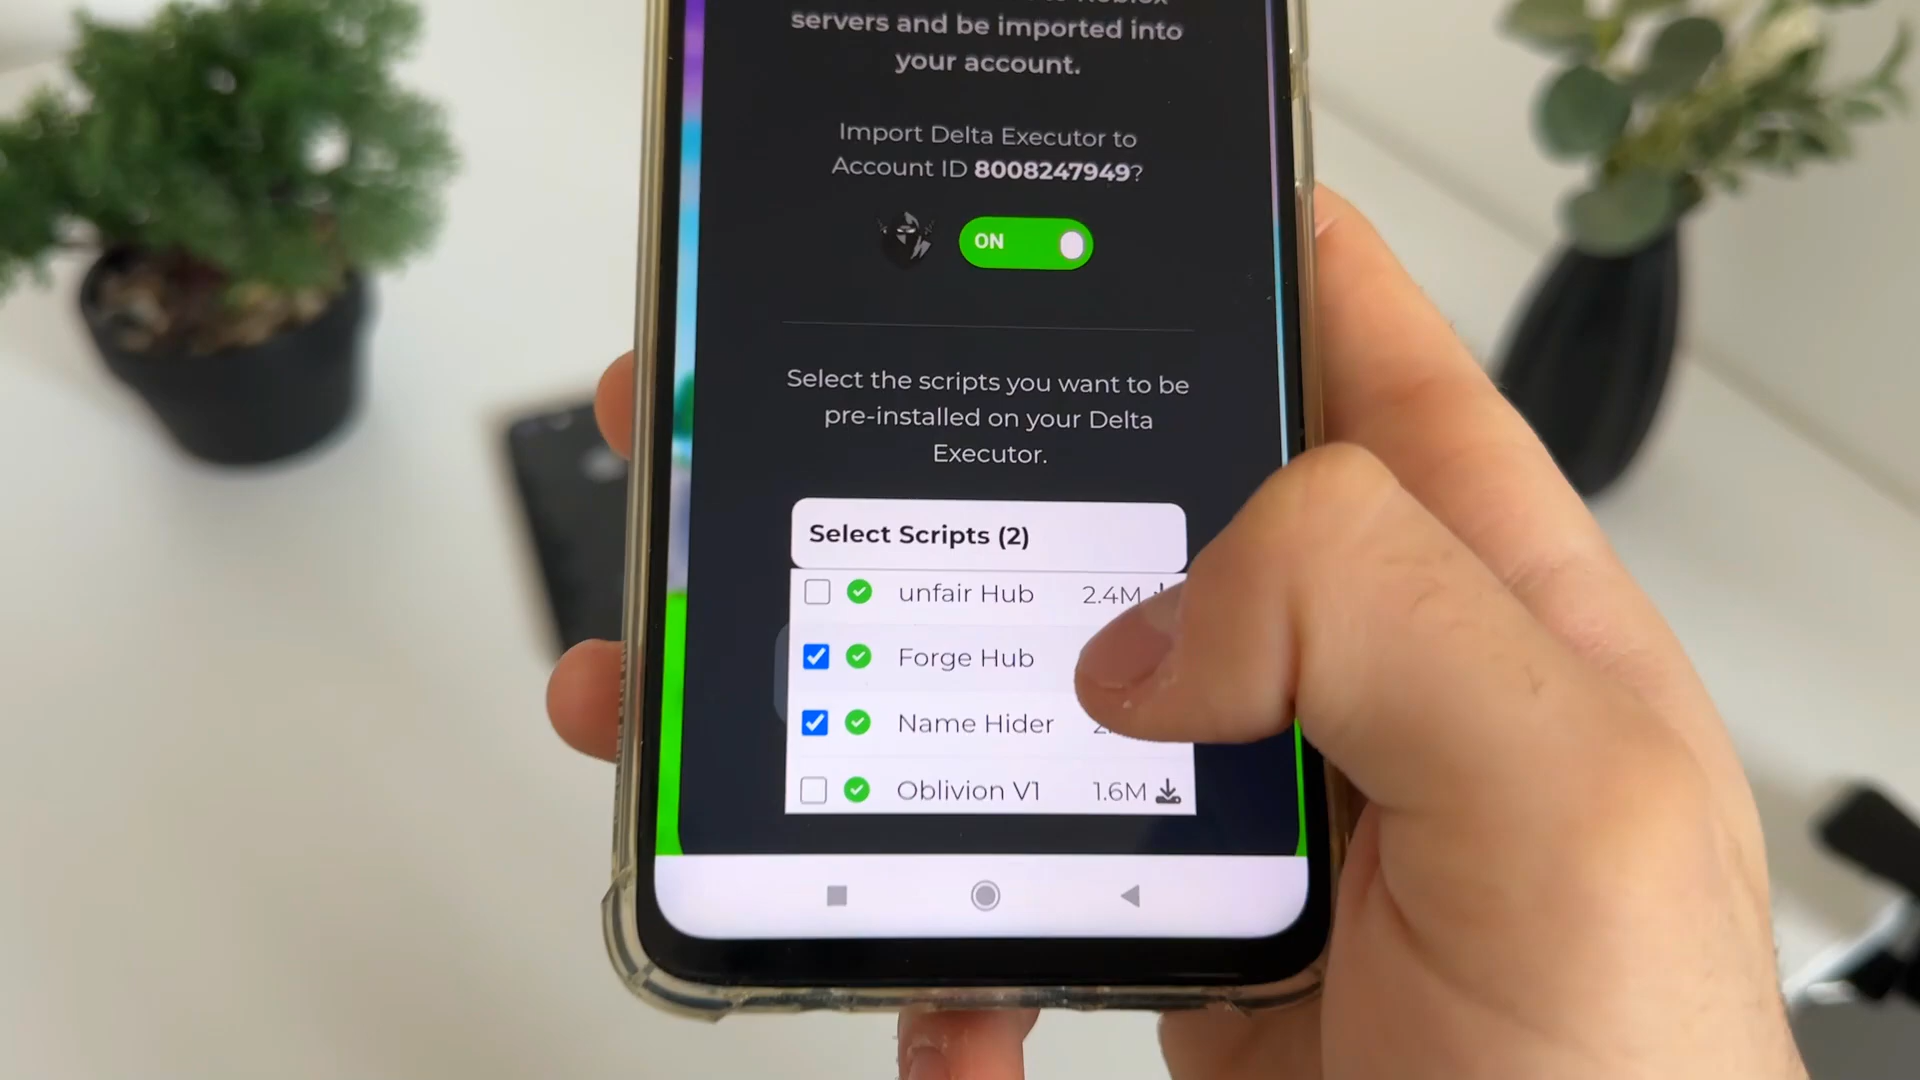 servers and be imported into
your account.
Import Delta Executor to
Account ID 8008247949?
ON
Select the scripts you want to be
pre-installed on your Delta
Executor.
Select Scripts (2)
unfair Hub 2.4M
Forge Hub
Name Hider
Oblivion V1 1.6M